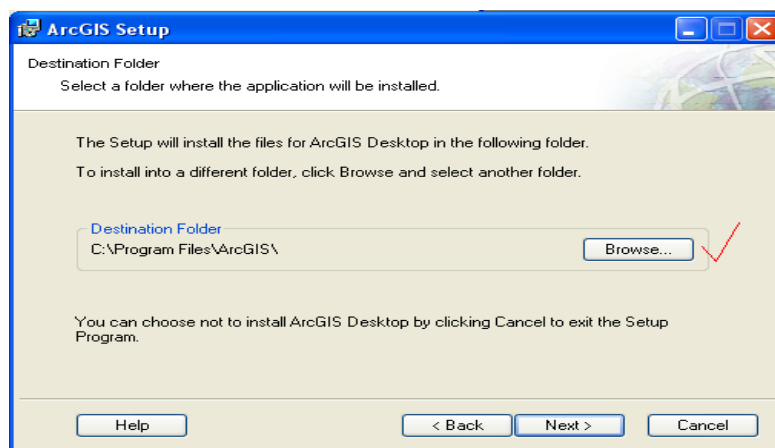 ArcGIS Setup
Destination Folder
Select a folder where the application will be installed.
The Setup will install the files for ArcGIS Desktop in the following folder.
To install into a different folder, click Browse and select another folder.
Destination Folder
C:\Program Files\ArcGIS\
Browse...
You can choose not to install ArcGIS Desktop by clicking Cancel to exit the Setup
Program.
Help
< Back
Next >
Cancel